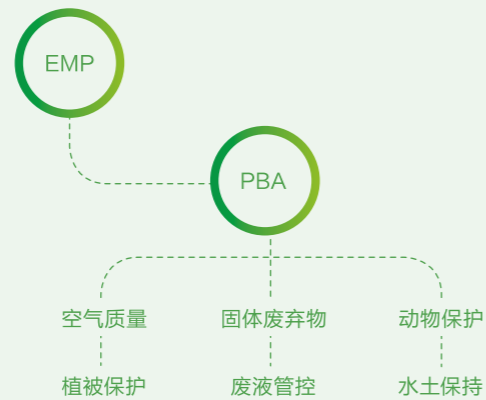 EMP
PBA
空气质量
固体废弃物
动物保护
植被保护
废液管控
水土保持